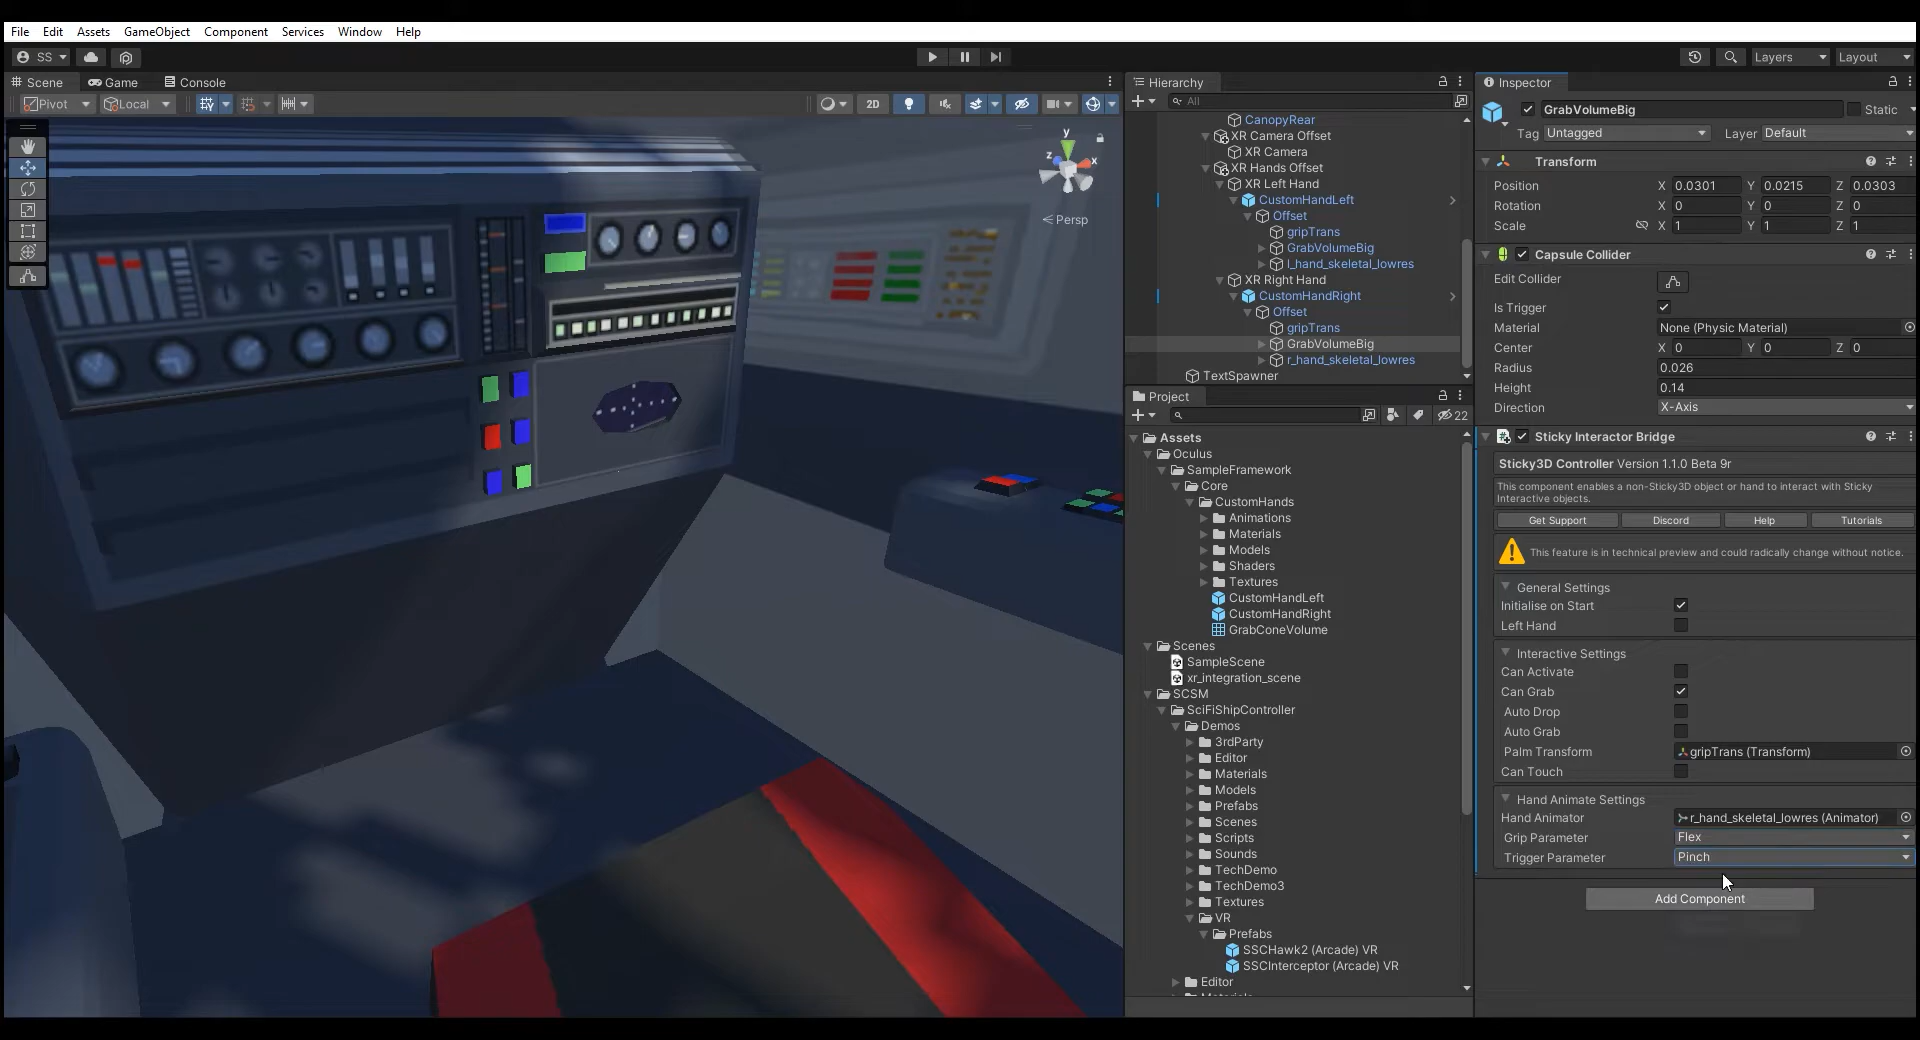 File Edit Assets GameObject Component Services Window Help
SS
Layers Layout
Scene Game Console
Pivot Local 2D
y
z x
Persp
Hierarchy
All
CanopyRear
XR Camera Offset
XR Camera
XR Hands Offset
XR Left Hand
CustomHandLeft
Offset
gripTrans
GrabVolumeBig
l_hand_skeletal_lowres
XR Right Hand
CustomHandRight
Offset
gripTrans
GrabVolumeBig
r_hand_skeletal_lowres
TextSpawner
Project
22
Assets
Oculus
SampleFramework
Core
CustomHands
Animations
Materials
Models
Shaders
Textures
CustomHandLeft
CustomHandRight
GrabConeVolume
Scenes
SampleScene
xr_integration_scene
SCSM
SciFiShipController
Demos
3rdParty
Editor
Materials
Models
Prefabs
Scenes
Scripts
Sounds
TechDemo
TechDemo3
Textures
VR
Prefabs
SSCHawk2 (Arcade) VR
SSCInterceptor (Arcade) VR
Editor
Inspector
GrabVolumeBig Static
Tag Untagged Layer Default
Transform
Position X 0.0301 Y 0.0215 Z 0.0303
Rotation X 0 Y 0 Z 0
Scale X 1 Y 1 Z 1
Capsule Collider
Edit Collider
Is Trigger
Material None (Physic Material)
Center X 0 Y 0 Z 0
Radius 0.026
Height 0.14
Direction X-Axis
Sticky Interactor Bridge
Sticky3D Controller Version 1.1.0 Beta 9r
This component enables a non-Sticky3D object or hand to interact with Sticky
Interactive objects.
Get Support Discord Help Tutorials
This feature is in technical preview and could radically change without notice.
General Settings
Initialise on Start
Left Hand
Interactive Settings
Can Activate
Can Grab
Auto Drop
Auto Grab
Palm Transform gripTrans (Transform)
Can Touch
Hand Animate Settings
Hand Animator r_hand_skeletal_lowres (Animator)
Grip Parameter Flex
Trigger Parameter Pinch
Add Component